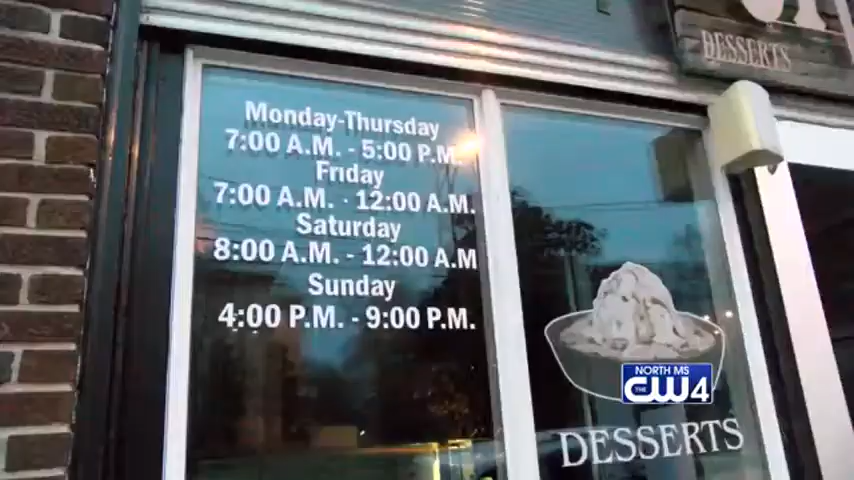 DESSERTS
Monday-Thursday
7:00 A.M. - 5:00 P.M.
Friday
7:00 A.M. - 12:00 A.M.
Saturday
8:00 A.M. - 12:00 A.M
Sunday
4:00 P.M. - 9:00 P.M.
NORTH MS
THE CW4
DESSERTS